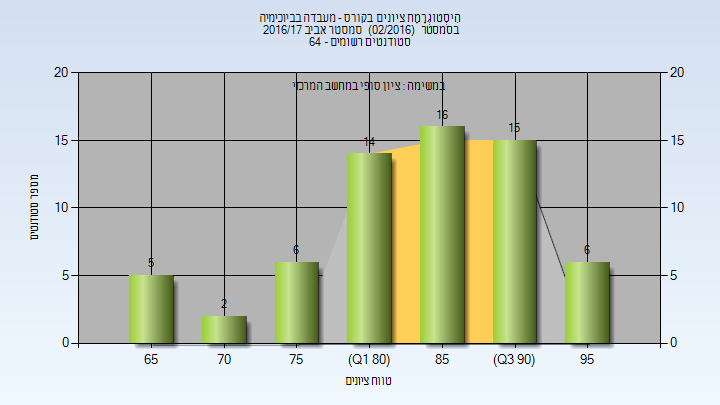 היסטוגרמת ציונים בקורס - מעבדה בביוכימיה
בסמסטר (02/2016) סמסטר אביב 2016/17
סטודנטים רשומים - 64
במשימה : ציון סופי במחשב המרכזי
מספר סטודנטים
20
15
10
5
0
20
15
10
5
0
5
2
6
14
16
15
6
65
70
75
(Q1 80)
85
(Q3 90)
95
טווח ציונים